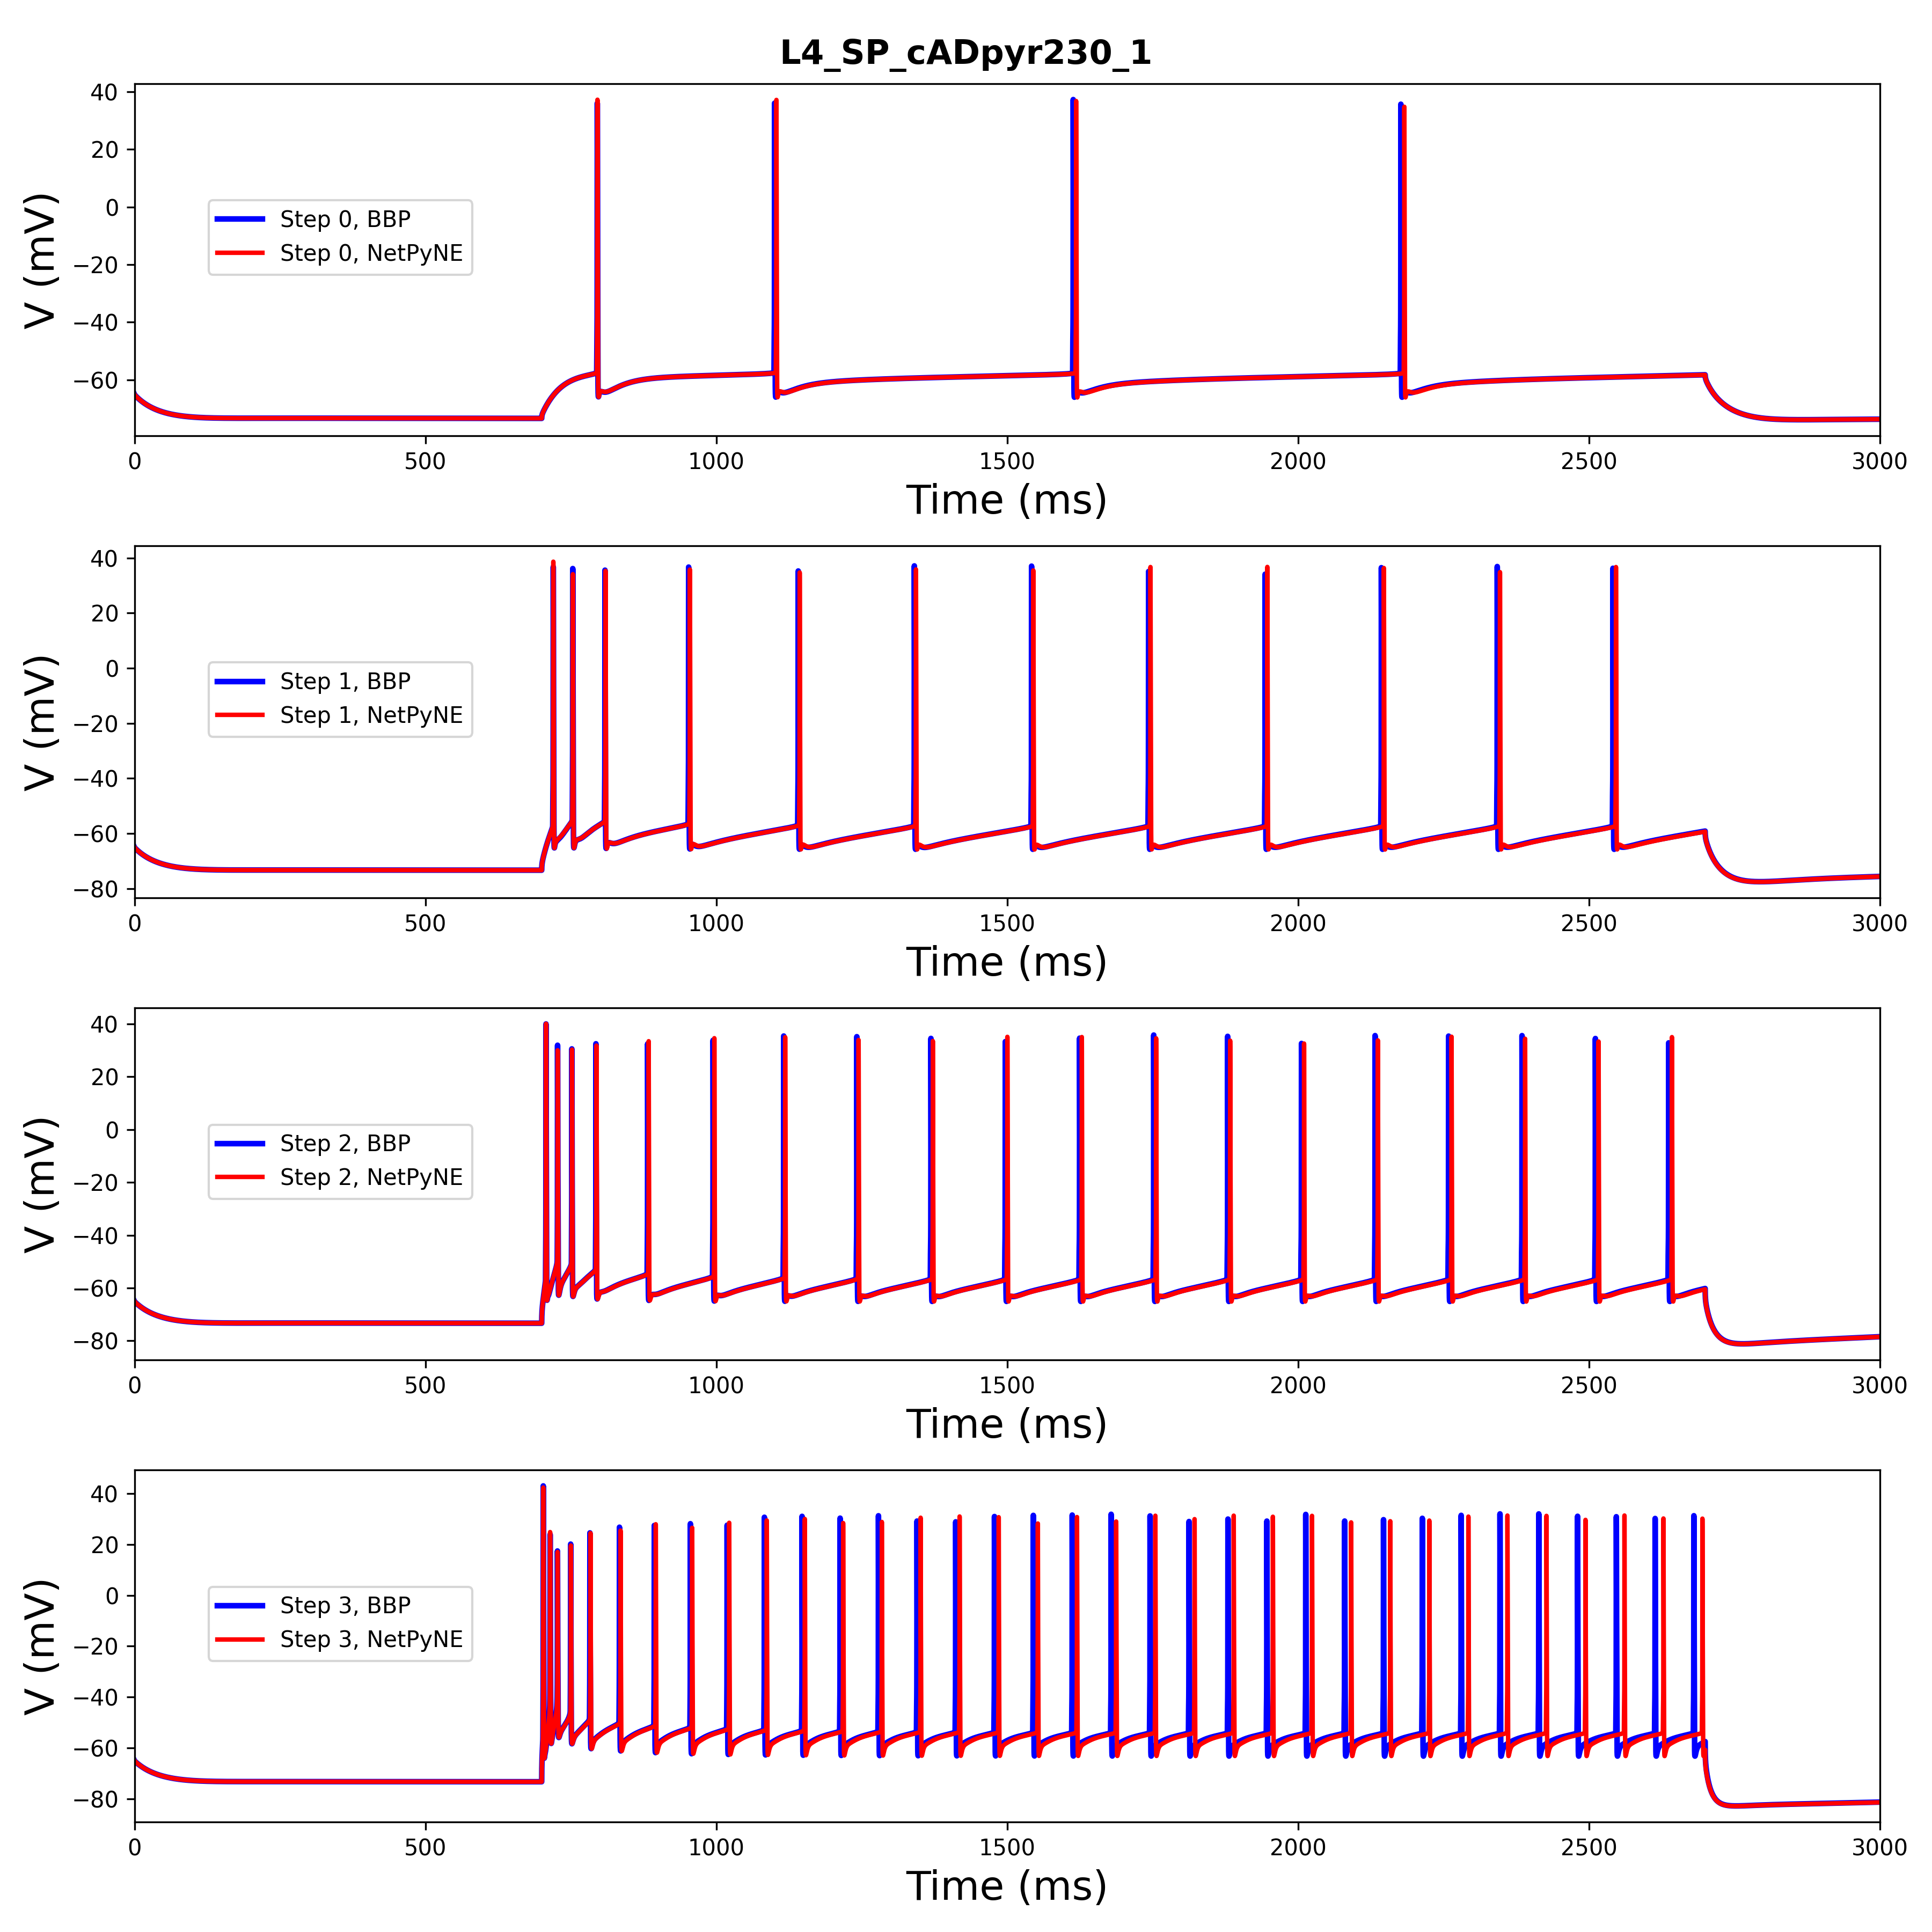 L4_SP_cADpyr230_1
40
20
0
−20
−40
−60
V (mV)
Step 0, BBP
Step 0, NetPyNE
0 500 1000 1500 2000 2500 3000
Time (ms)
40
20
0
−20
−40
−60
−80
V (mV)
Step 1, BBP
Step 1, NetPyNE
0 500 1000 1500 2000 2500 3000
Time (ms)
40
20
0
−20
−40
−60
−80
V (mV)
Step 2, BBP
Step 2, NetPyNE
0 500 1000 1500 2000 2500 3000
Time (ms)
40
20
0
−20
−40
−60
−80
V (mV)
Step 3, BBP
Step 3, NetPyNE
0 500 1000 1500 2000 2500 3000
Time (ms)